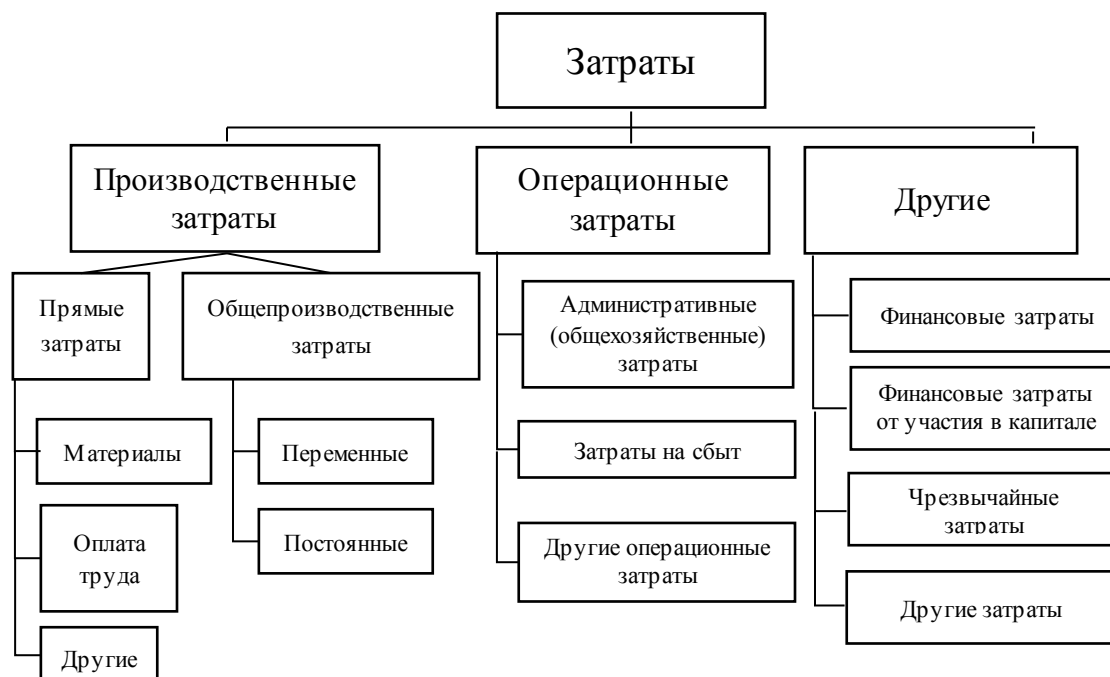 Затраты
Производственные
затраты
Операционные
затраты
Другие
Прямые
затраты
Общепроизводственные
затраты
Материалы
Оплата
труда
Другие
Переменные
Постоянные
Административные
(общехозяйственные)
затраты
Затраты на сбыт
Другие операционные
затраты
Финансовые затраты
Финансовые затраты
от участия в капитале
Чрезвычайные
затраты
Другие затраты